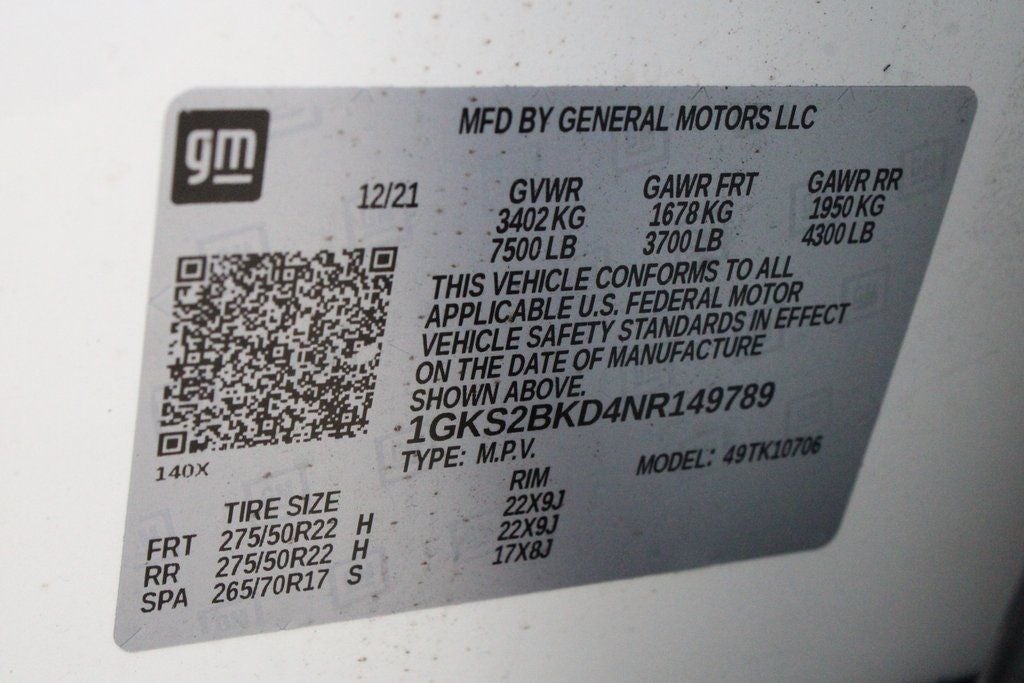 gm
MFD BY GENERAL MOTORS LLC
12/21 GVWR GAWR FRT GAWR RR
3402 KG 1678 KG 1950 KG
7500 LB 3700 LB 4300 LB
THIS VEHICLE CONFORMS TO ALL
APPLICABLE U.S. FEDERAL MOTOR
VEHICLE SAFETY STANDARDS IN EFFECT
ON THE DATE OF MANUFACTURE
SHOWN ABOVE.
1GKS2BKD4NR149789
TYPE: M.P.V. MODEL: 49TK10706
140X
TIRE SIZE RIM
FRT 275/50R22 H 22X9J
RR 275/50R22 H 22X9J
SPA 265/70R17 S 17X8J